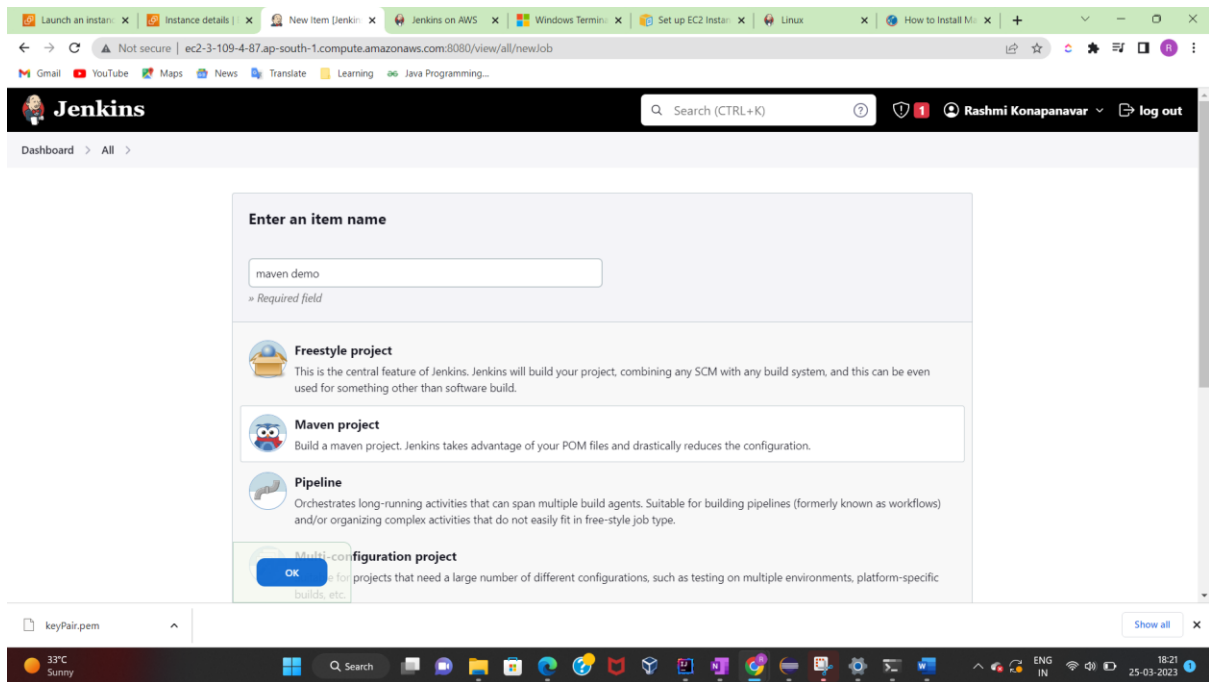 Launch an instanc
Instance details |
New Item [Jenkin
Jenkins on AWS
Windows Termina
Set up EC2 Instan
Linux
How to Install Ma
Not secure | ec2-3-109-4-87.ap-south-1.compute.amazonaws.com:8080/view/all/newJob
R
Gmail YouTube Maps News Translate Learning Java Programming...
Jenkins
Search (CTRL+K)
1
Rashmi Konapanavar
log out
Dashboard > All >
Enter an item name
maven demo
» Required field
Freestyle project
This is the central feature of Jenkins. Jenkins will build your project, combining any SCM with any build system, and this can be even
used for something other than software build.
Maven project
Build a maven project. Jenkins takes advantage of your POM files and drastically reduces the configuration.
Pipeline
Orchestrates long-running activities that can span multiple build agents. Suitable for building pipelines (formerly known as workflows)
and/or organizing complex activities that do not easily fit in free-style job type.
Multi-configuration project
for projects that need a large number of different configurations, such as testing on multiple environments, platform-specific
builds, etc.
OK
keyPair.pem
Show all
33°C
Sunny
Search
ENG
IN
18:21
25-03-2023
1